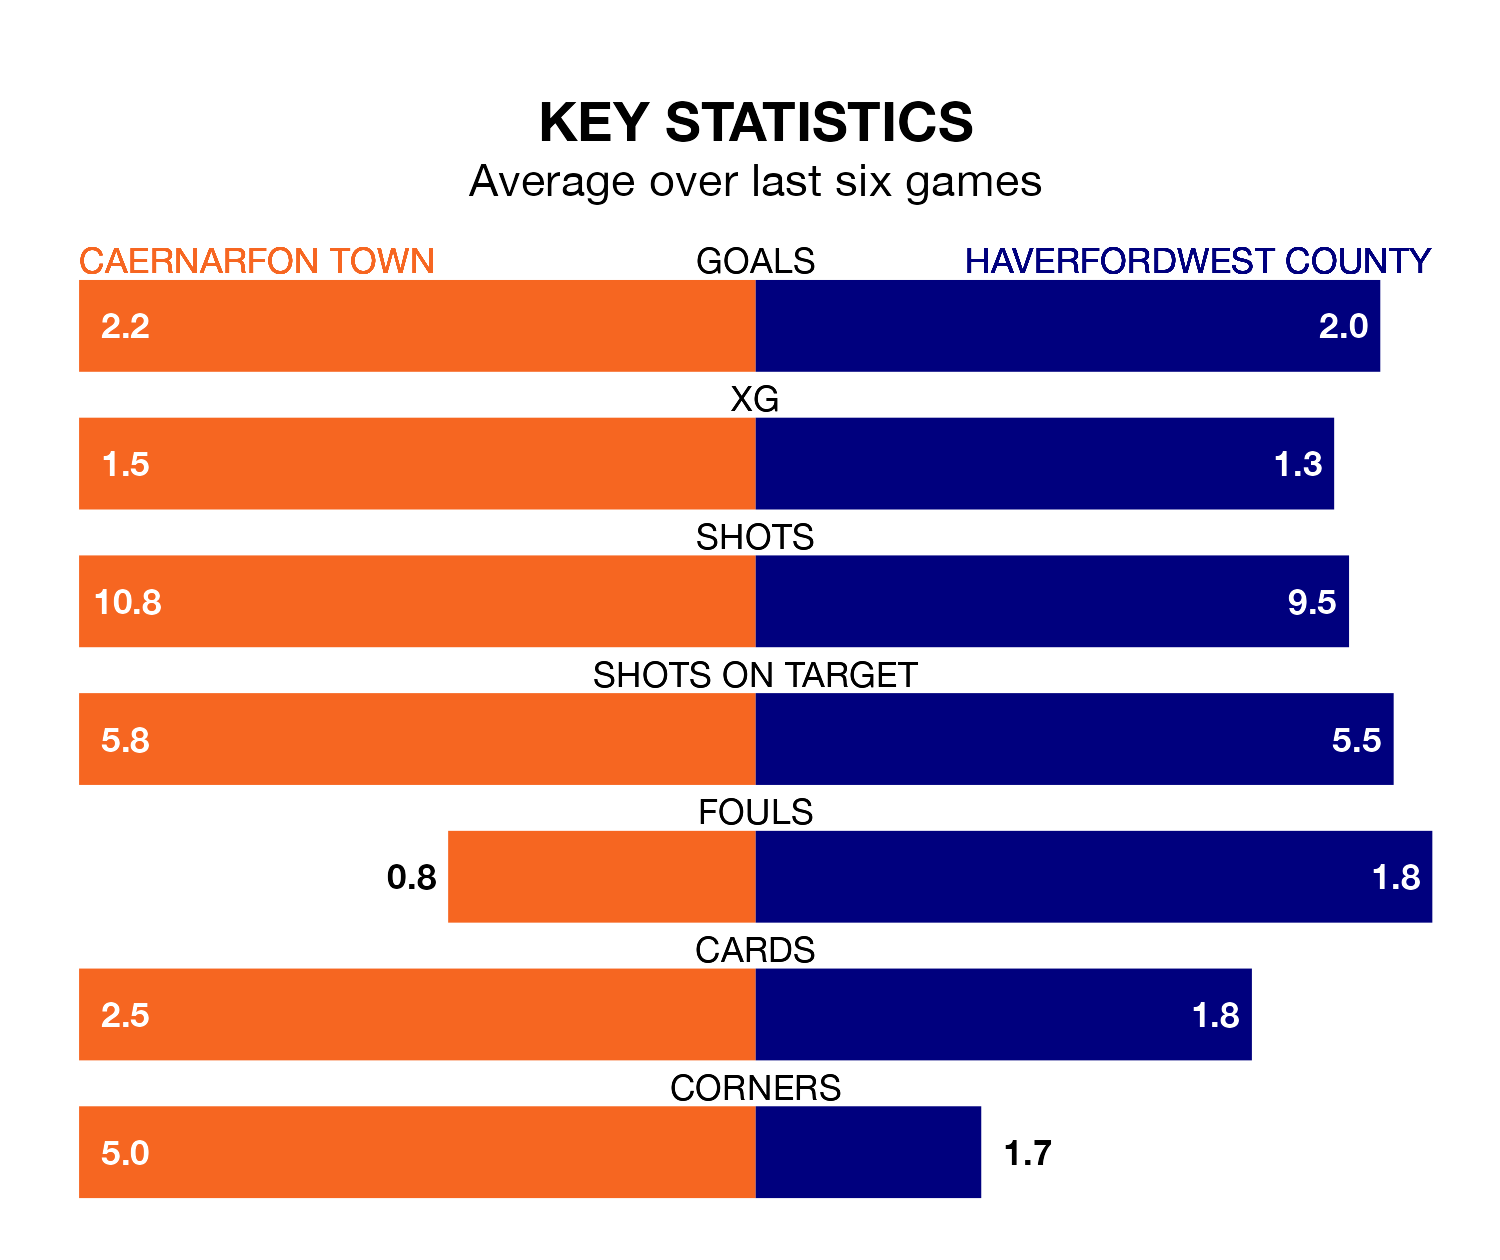 KEY STATISTICS
Average over last six games
CAERNARFON TOWN GOALS HAVERFORDWEST COUNTY
2.2 2.0
XG
1.5 1.3
SHOTS
10.8 9.5
SHOTS ON TARGET
5.8 5.5
FOULS
0.8 1.8
CARDS
2.5 1.8
CORNERS
5.0 1.7